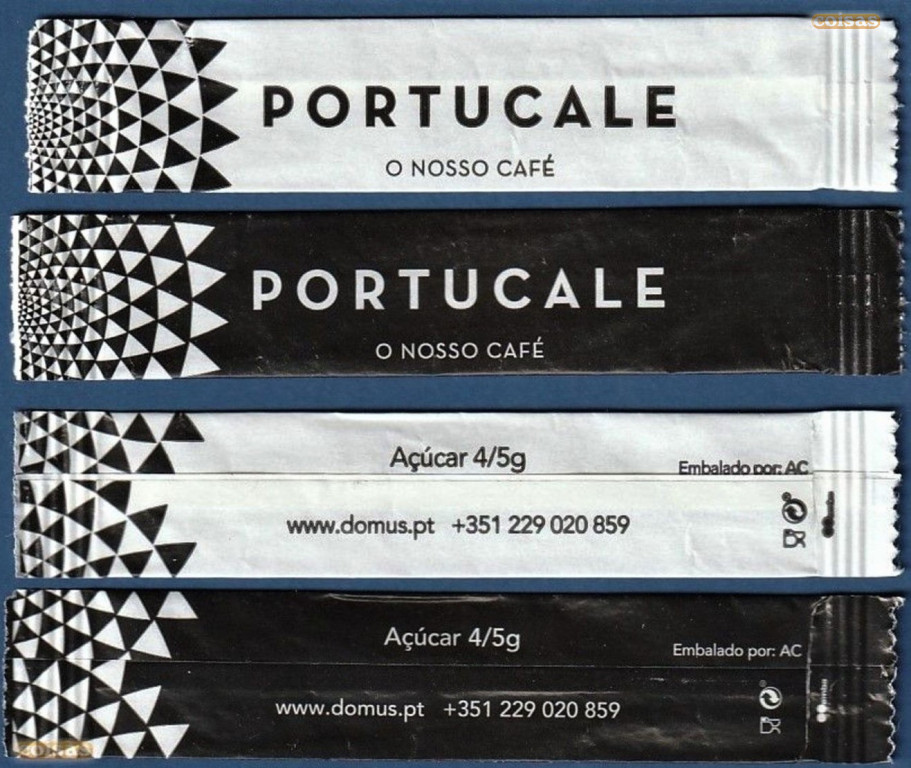 coisas
PORTUCALE
O NOSSO CAFÉ
PORTUCALE
O NOSSO CAFÉ
Açúcar 4/5g
Embalado por: AC
www.domus.pt +351 229 020 859
Açúcar 4/5g
Embalado por: AC
www.domus.pt +351 229 020 859
coisas